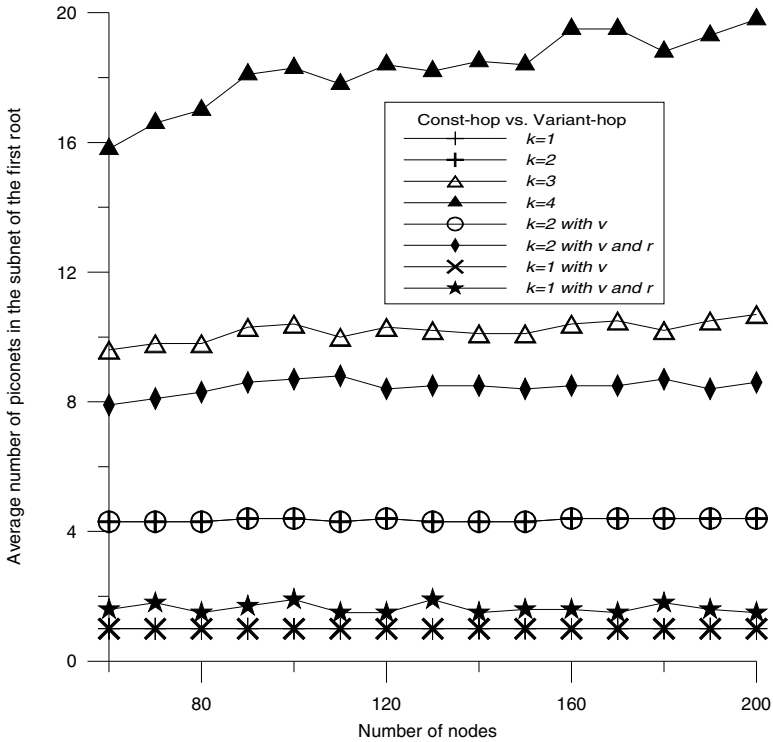 20
16
12
8
4
0
Average number of piconets in the subnet of the first root
Const-hop vs. Variant-hop
k=1
k=2
k=3
k=4
k=2 with v
k=2 with v and r
k=1 with v
k=1 with v and r
80
120
160
200
Number of nodes